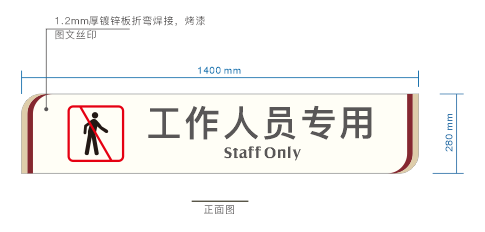 1.2mm厚镀锌板折弯焊接，烤漆
图文丝印
1400 mm
工作人员专用
Staff Only
280 mm
正面图